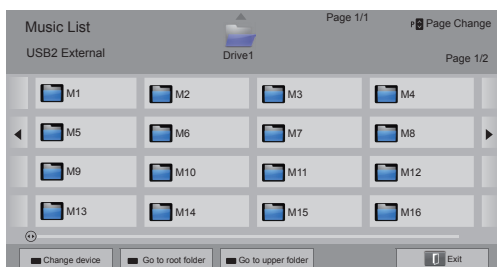 Music List
Page 1/1
P Page Change
USB2 External
Drive1
Page 1/2
M1 M2 M3 M4
M5 M6 M7 M8
M9 M10 M11 M12
M13 M14 M15 M16
Change device Go to root folder Go to upper folder Exit